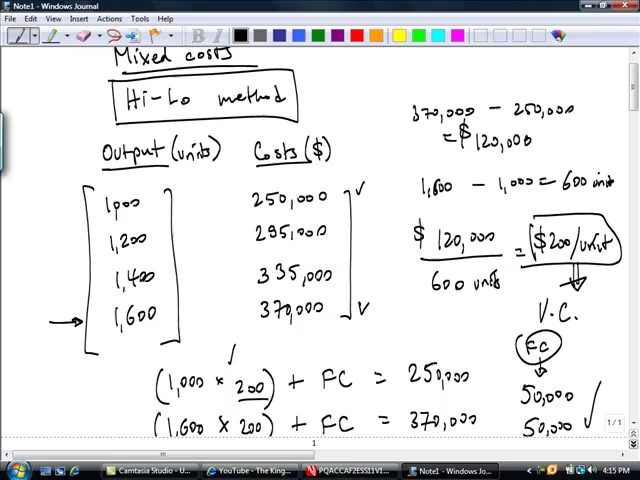 Note1 - Windows Journal
File Edit View Insert Actions Tools Help
Mixed costs
Hi-Lo method
Output (units) Costs ($)
1,000 250,000
1,200 295,000
1,400 335,000
1,600 370,000
370,000 - 250,000
= $120,000
1,600 - 1,000 = 600 units
$ 120,000 = $200/unit
600 units
V.C.
FC
50,000
50,000
(1,000 × 200) + FC = 250,000
(1,600 × 200) + FC = 370,000
1
1/1
Camtasia Studio - ... YouTube - The King... PQACCAF2ESS11V1... Note1 - Windows Jo... 4:15 PM